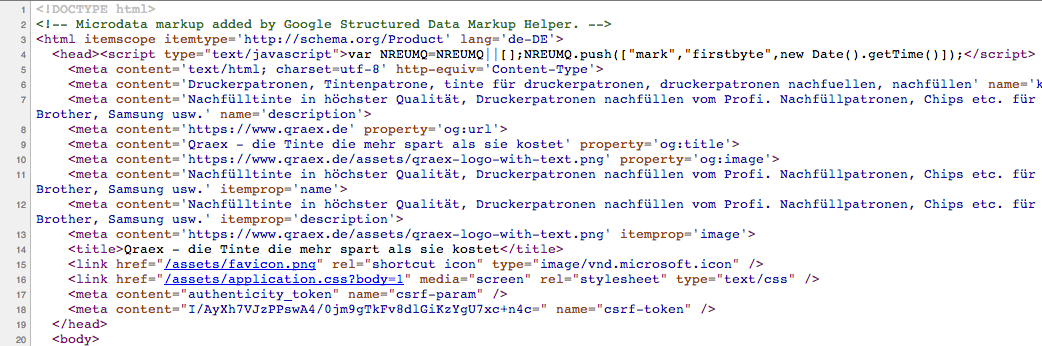 1 <!DOCTYPE html>
2 <!-- Microdata markup added by Google Structured Data Markup Helper. -->
3 <html itemscope itemtype='http://schema.org/Product' lang='de-DE'>
4 <head><script type="text/javascript">var NREUMQ=NREUMQ||[];NREUMQ.push(["mark","firstbyte",new Date().getTime()]);</script>
5 <meta content='text/html; charset=utf-8' http-equiv='Content-Type'>
6 <meta content='Druckerpatronen, Tintenpatrone, tinte für druckerpatronen, druckerpatronen nachfuellen, nachfüllen' name='k
7 <meta content='Nachfülltinte in höchster Qualität, Druckerpatronen nachfüllen vom Profi. Nachfüllpatronen, Chips etc. für
Brother, Samsung usw.' name='description'>
8 <meta content='https://www.qraex.de' property='og:url'>
9 <meta content='Qraex - die Tinte die mehr spart als sie kostet' property='og:title'>
10 <meta content='https://www.qraex.de/assets/qraex-logo-with-text.png' property='og:image'>
11 <meta content='Nachfülltinte in höchster Qualität, Druckerpatronen nachfüllen vom Profi. Nachfüllpatronen, Chips etc. für
Brother, Samsung usw.' itemprop='name'>
12 <meta content='Nachfülltinte in höchster Qualität, Druckerpatronen nachfüllen vom Profi. Nachfüllpatronen, Chips etc. für
Brother, Samsung usw.' itemprop='description'>
13 <meta content='https://www.qraex.de/assets/qraex-logo-with-text.png' itemprop='image'>
14 <title>Qraex - die Tinte die mehr spart als sie kostet</title>
15 <link href="/assets/favicon.png" rel="shortcut icon" type="image/vnd.microsoft.icon" />
16 <link href="/assets/application.css?body=1" media="screen" rel="stylesheet" type="text/css" />
17 <meta content="authenticity_token" name="csrf-param" />
18 <meta content="I/AyXh7VJzPPswA4/0jm9gTkFv8dlGiKzYgU7xc+n4c=" name="csrf-token" />
19 </head>
20 <body>